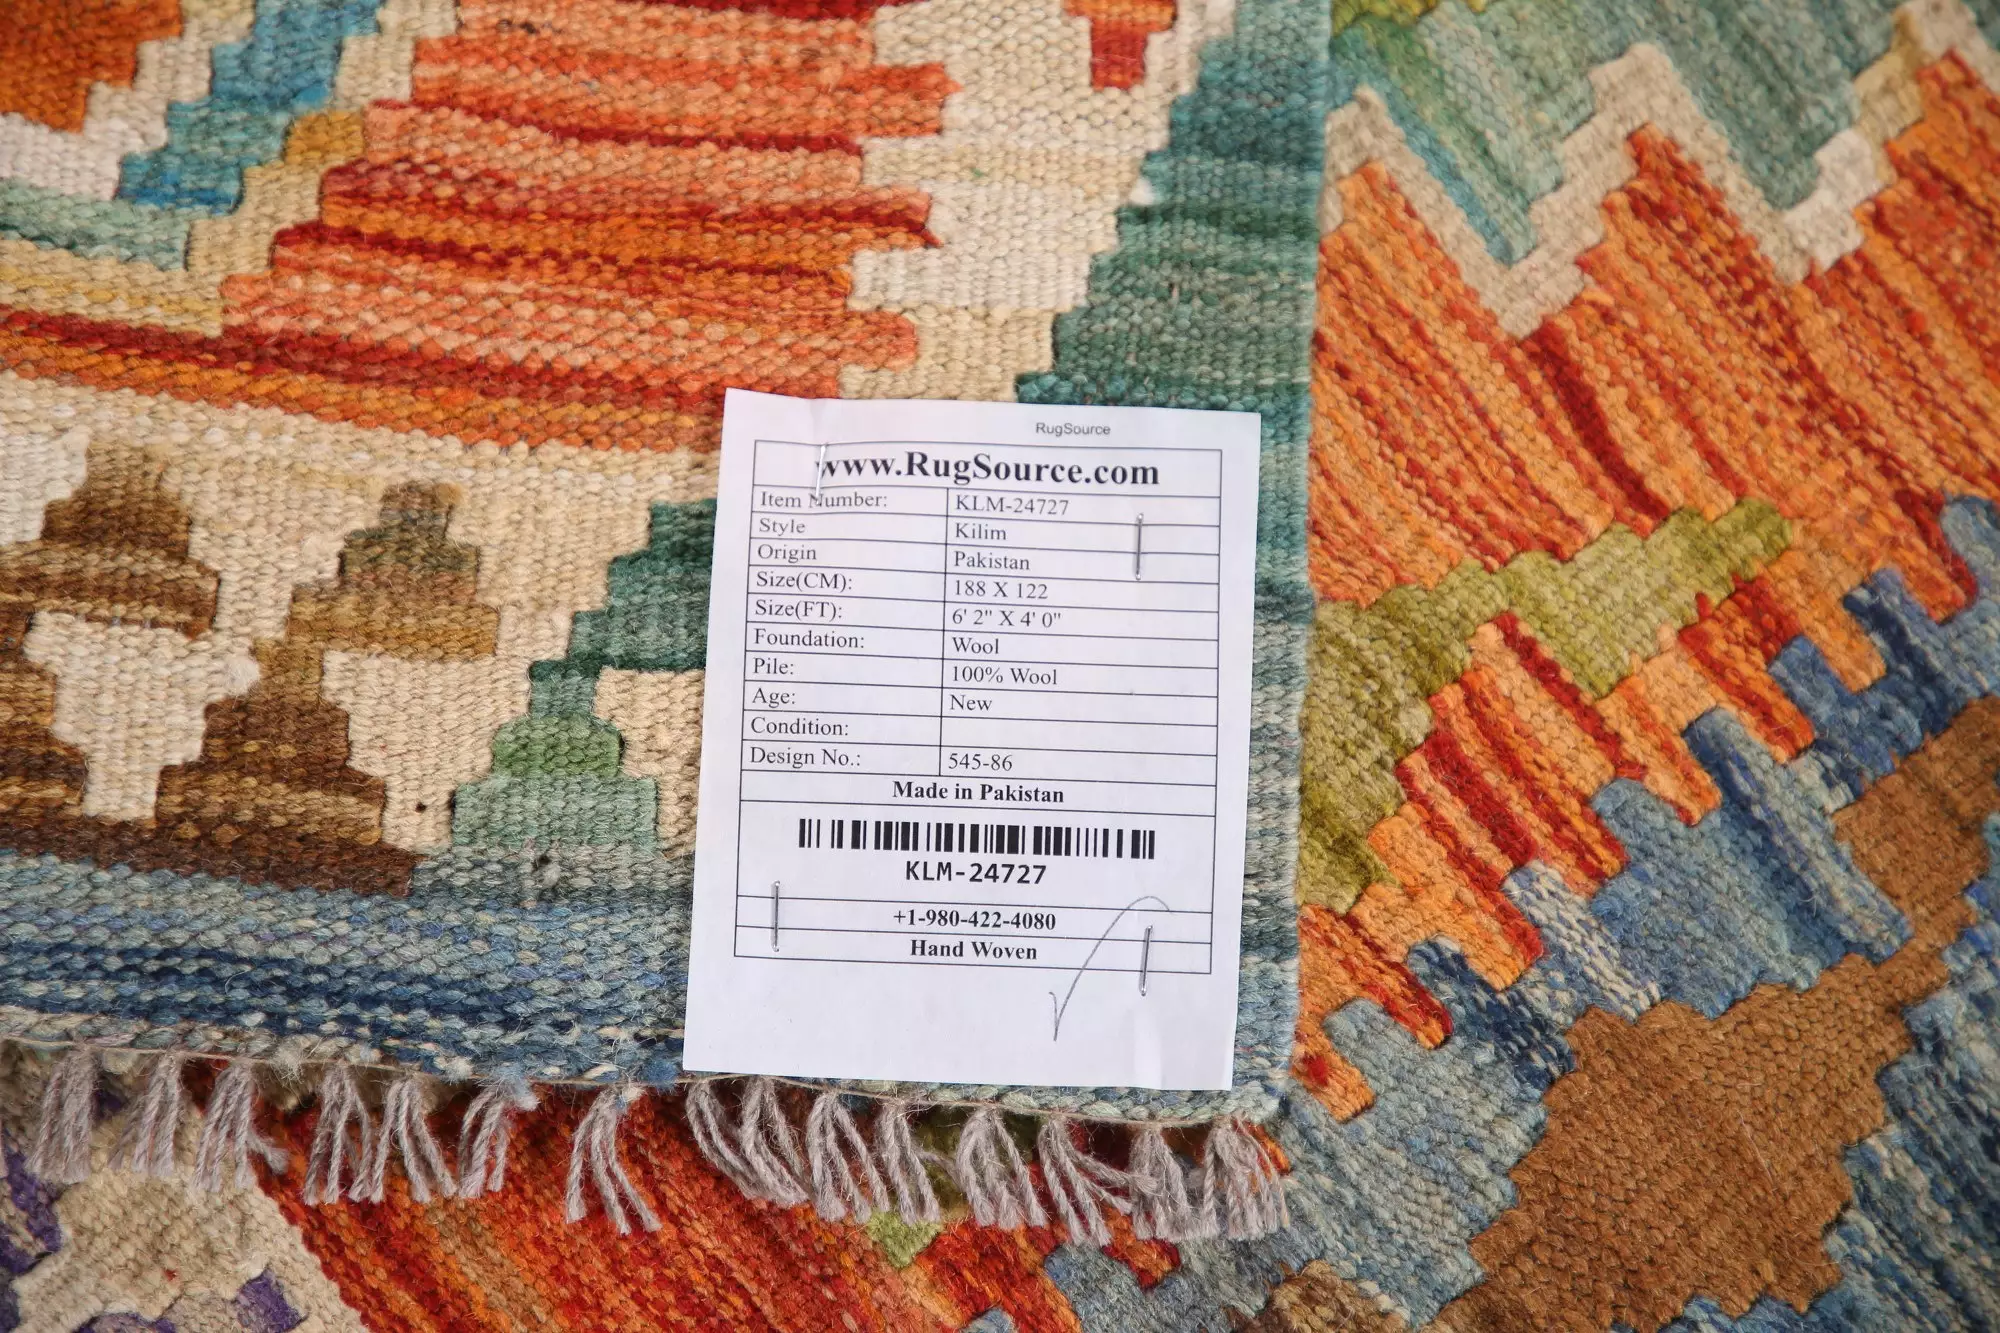 RugSource
www.RugSource.com
Item Number: KLM-24727
Style Kilim
Origin Pakistan
Size(CM): 188 X 122
Size(FT): 6' 2" X 4' 0"
Foundation: Wool
Pile: 100% Wool
Age: New
Condition:
Design No.: 545-86
Made in Pakistan
KLM-24727
+1-980-422-4080
Hand Woven